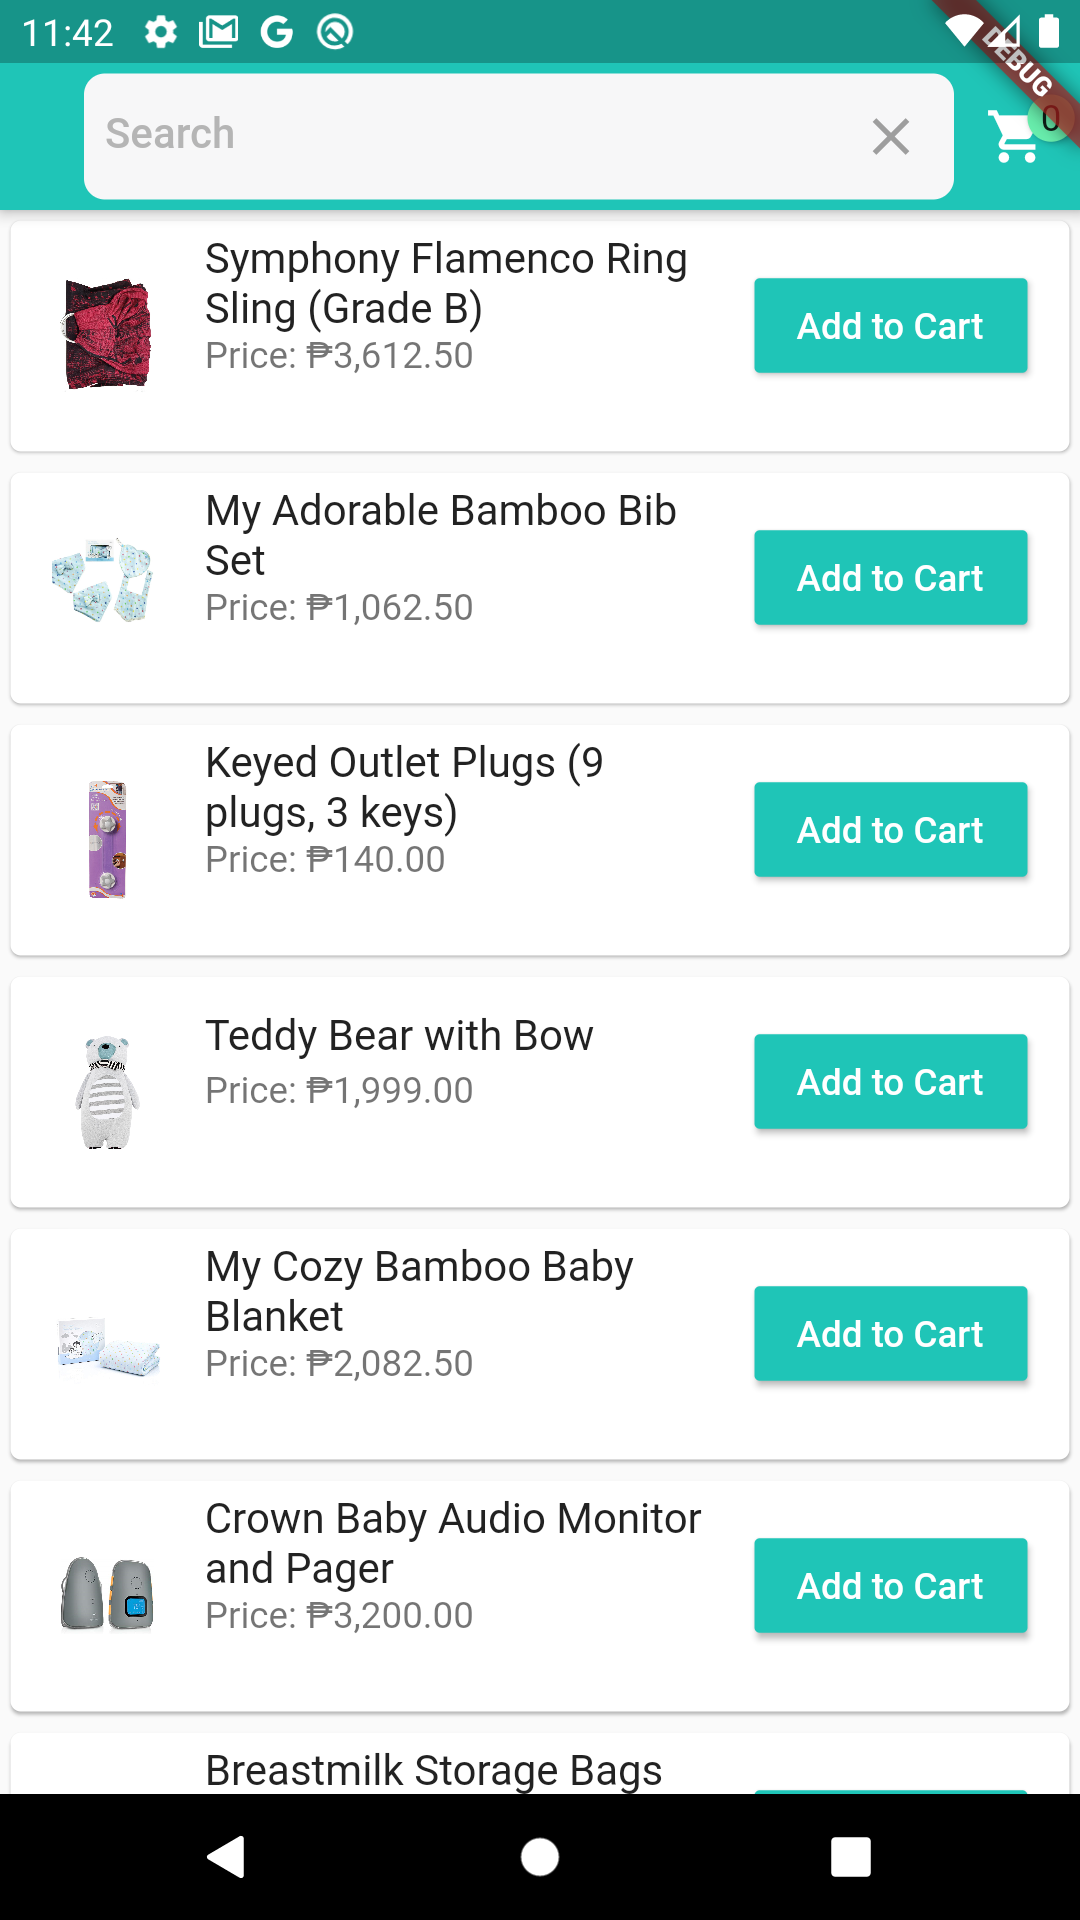 11:42
DEBUG
Search
0
Symphony Flamenco Ring
Sling (Grade B)
Price: ₱3,612.50
Add to Cart
My Adorable Bamboo Bib
Set
Price: ₱1,062.50
Add to Cart
Keyed Outlet Plugs (9
plugs, 3 keys)
Price: ₱140.00
Add to Cart
Teddy Bear with Bow
Price: ₱1,999.00
Add to Cart
My Cozy Bamboo Baby
Blanket
Price: ₱2,082.50
Add to Cart
Crown Baby Audio Monitor
and Pager
Price: ₱3,200.00
Add to Cart
Breastmilk Storage Bags